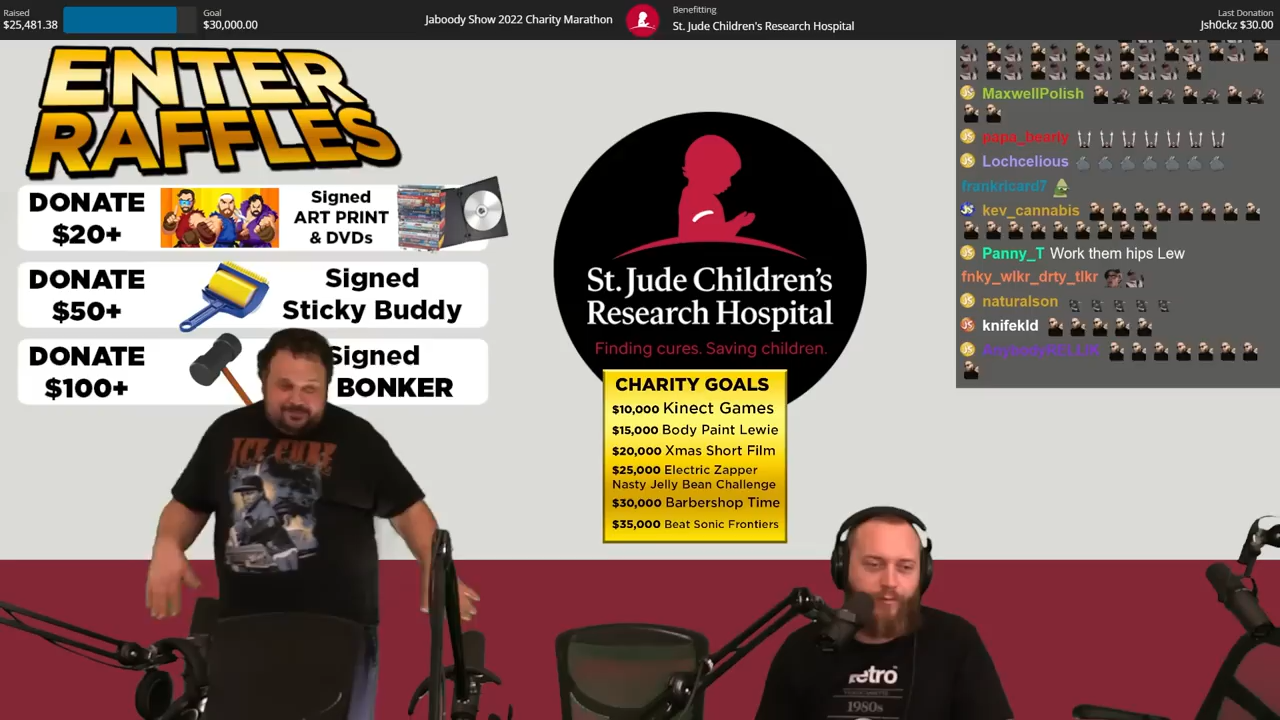 Raised
$25,481.38
Goal
$30,000.00
Jaboody Show 2022 Charity Marathon
Benefitting
St. Jude Children's Research Hospital
Last Donation
Jsh0ckz $30.00
ENTER
RAFFLES
DONATE
$20+
Signed
ART PRINT
& DVDs
DONATE
$50+
Signed
Sticky Buddy
DONATE
$100+
Signed
BONKER
St. Jude Children's
Research Hospital
Finding cures. Saving children.
CHARITY GOALS
$10,000 Kinect Games
$15,000 Body Paint Lewie
$20,000 Xmas Short Film
$25,000 Electric Zapper
Nasty Jelly Bean Challenge
$30,000 Barbershop Time
$35,000 Beat Sonic Frontiers
MaxwellPolish
papa_bearly
Lochcelious
frankricard7
kev_cannabis
Panny_T Work them hips Lew
fnky_wlkr_drty_tlkr
naturalson
knifekld
AnybodyKELLIK
ICE CUBE
retro
1980s